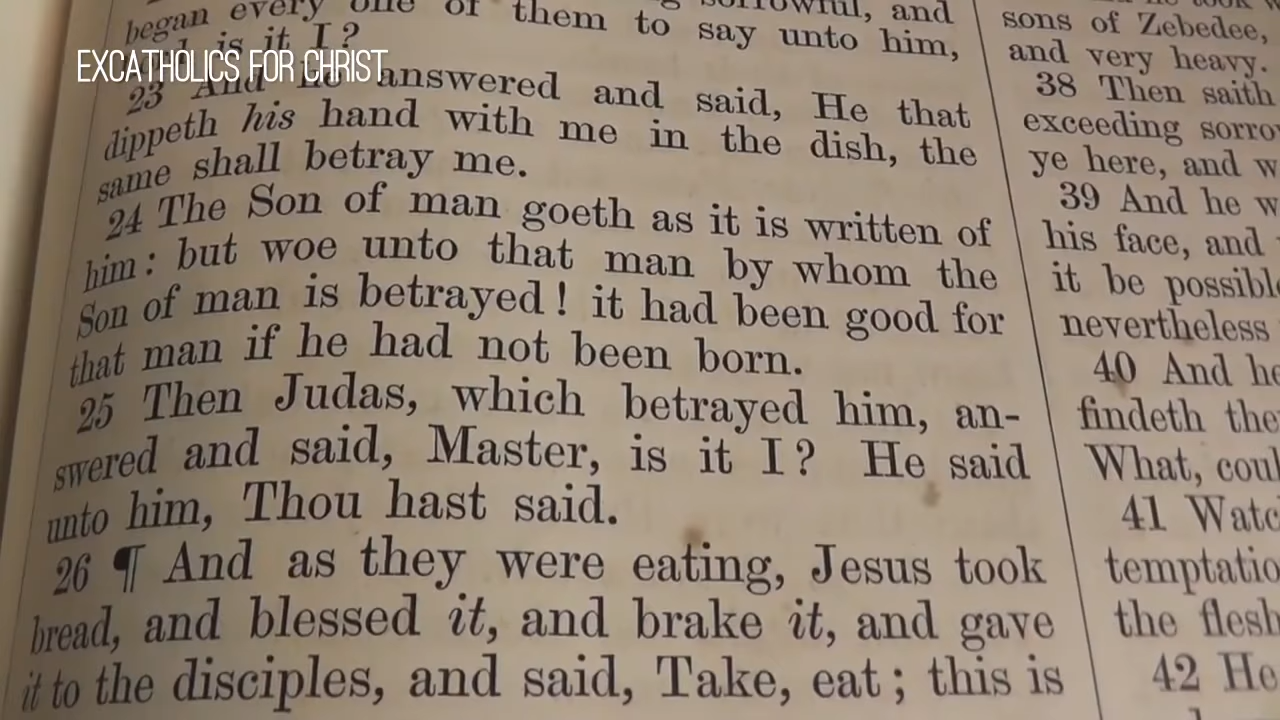 EXCATHOLICS FOR CHRIST
began every one of them to say unto him,
is it I?
23 And he answered and said, He that
dippeth his hand with me in the dish, the
same shall betray me.
24 The Son of man goeth as it is written of
him: but woe unto that man by whom the
Son of man is betrayed! it had been good for
that man if he had not been born.
25 Then Judas, which betrayed him, an-
swered and said, Master, is it I? He said
unto him, Thou hast said.
26 ¶ And as they were eating, Jesus took
bread, and blessed it, and brake it, and gave
it to the disciples, and said, Take, eat; this is
sons of Zebedee,
and very heavy.
38 Then saith
exceeding sorro
ye here, and w
39 And he w
his face, and
it be possible
nevertheless
40 And he
findeth the
What, coul
41 Watc
temptatio
the flesh
42 He